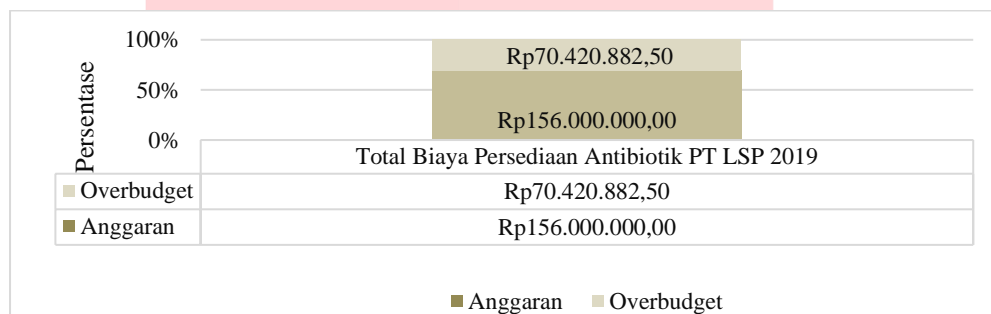 Persentase
100%
50%
0%
Rp70.420.882,50
Rp156.000.000,00
Total Biaya Persediaan Antibiotik PT LSP 2019
Overbudget Rp70.420.882,50
Anggaran Rp156.000.000,00
Anggaran Overbudget